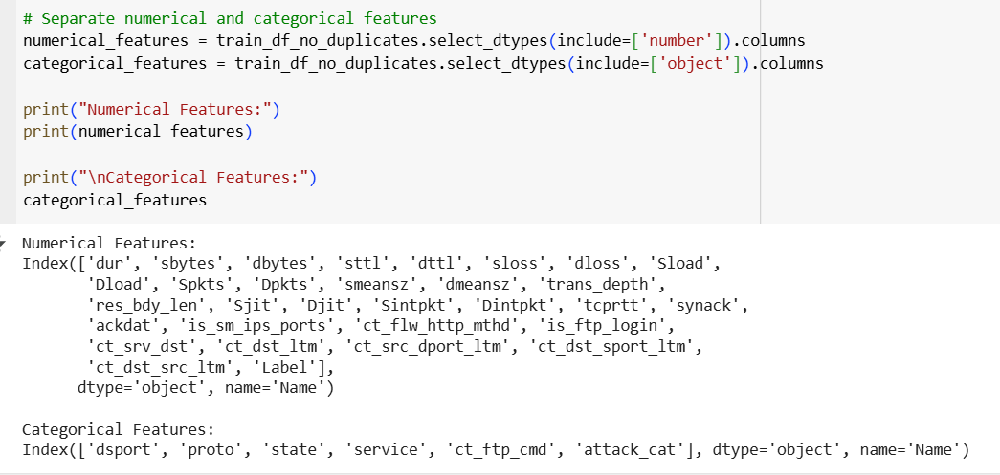 # Separate numerical and categorical features
numerical_features = train_df_no_duplicates.select_dtypes(include=['number']).columns
categorical_features = train_df_no_duplicates.select_dtypes(include=['object']).columns
print("Numerical Features:")
print(numerical_features)
print("\nCategorical Features:")
categorical_features
Numerical Features:
Index(['dur', 'sbytes', 'dbytes', 'sttl', 'dttl', 'sloss', 'dloss', 'Sload',
'Dload', 'Spkts', 'Dpkts', 'smeansz', 'dmeansz', 'trans_depth',
'res_bdy_len', 'Sjit', 'Djit', 'Sintpkt', 'Dintpkt', 'tcprtt', 'synack',
'ackdat', 'is_sm_ips_ports', 'ct_flw_http_mthd', 'is_ftp_login',
'ct_srv_dst', 'ct_dst_ltm', 'ct_src_dport_ltm', 'ct_dst_sport_ltm',
'ct_dst_src_ltm', 'Label'],
dtype='object', name='Name')
Categorical Features:
Index(['dsport', 'proto', 'state', 'service', 'ct_ftp_cmd', 'attack_cat'], dtype='object', name='Name')